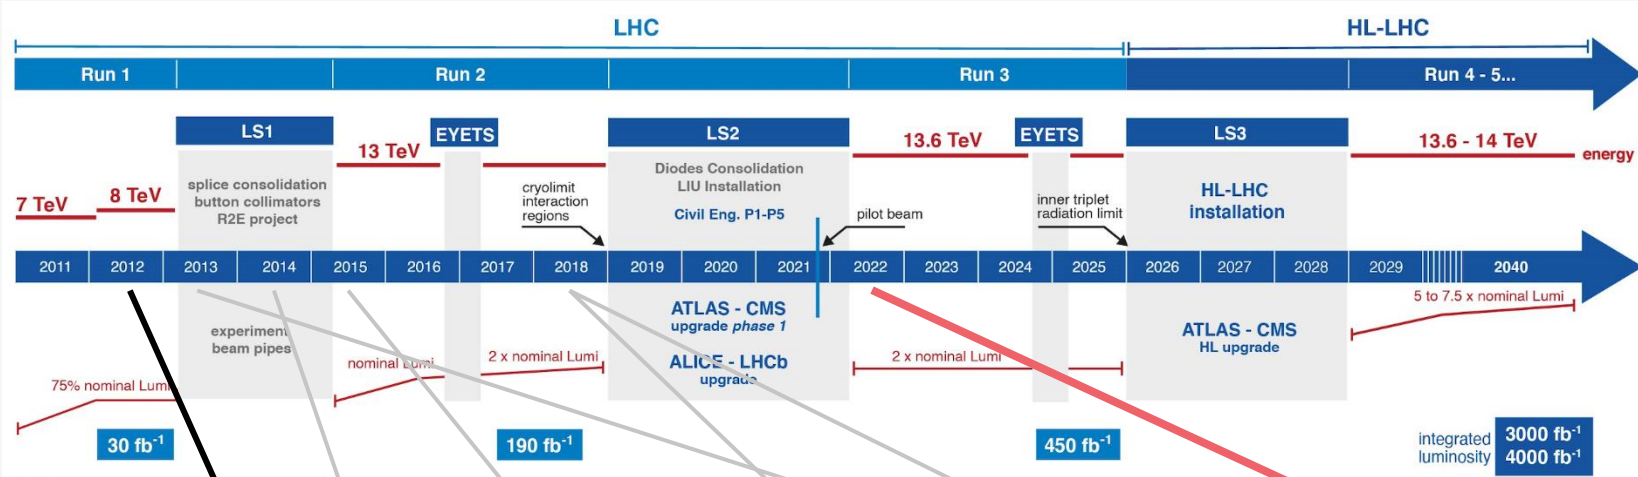 LHC
HL-LHC
Run 1
Run 2
Run 3
Run 4 - 5...
LS1
EYETS
LS2
EYETS
LS3
7 TeV
8 TeV
13 TeV
13.6 TeV
13.6 - 14 TeV
energy
splice consolidation
button collimators
R2E project
cryolimit
interaction
regions
Diodes Consolidation
LIU Installation
Civil Eng. P1-P5
pilot beam
inner triplet
radiation limit
HL-LHC
installation
2011
2012
2013
2014
2015
2016
2017
2018
2019
2020
2021
2022
2023
2024
2025
2026
2027
2028
2029
2040
experiment
beam pipes
75% nominal Lumi
nominal Lumi
2 x nominal Lumi
ATLAS - CMS
upgrade phase 1
ALICE - LHCb
upgrade
2 x nominal Lumi
ATLAS - CMS
HL upgrade
5 to 7.5 x nominal Lumi
30 fb⁻¹
190 fb⁻¹
450 fb⁻¹
integrated
luminosity
3000 fb⁻¹
4000 fb⁻¹